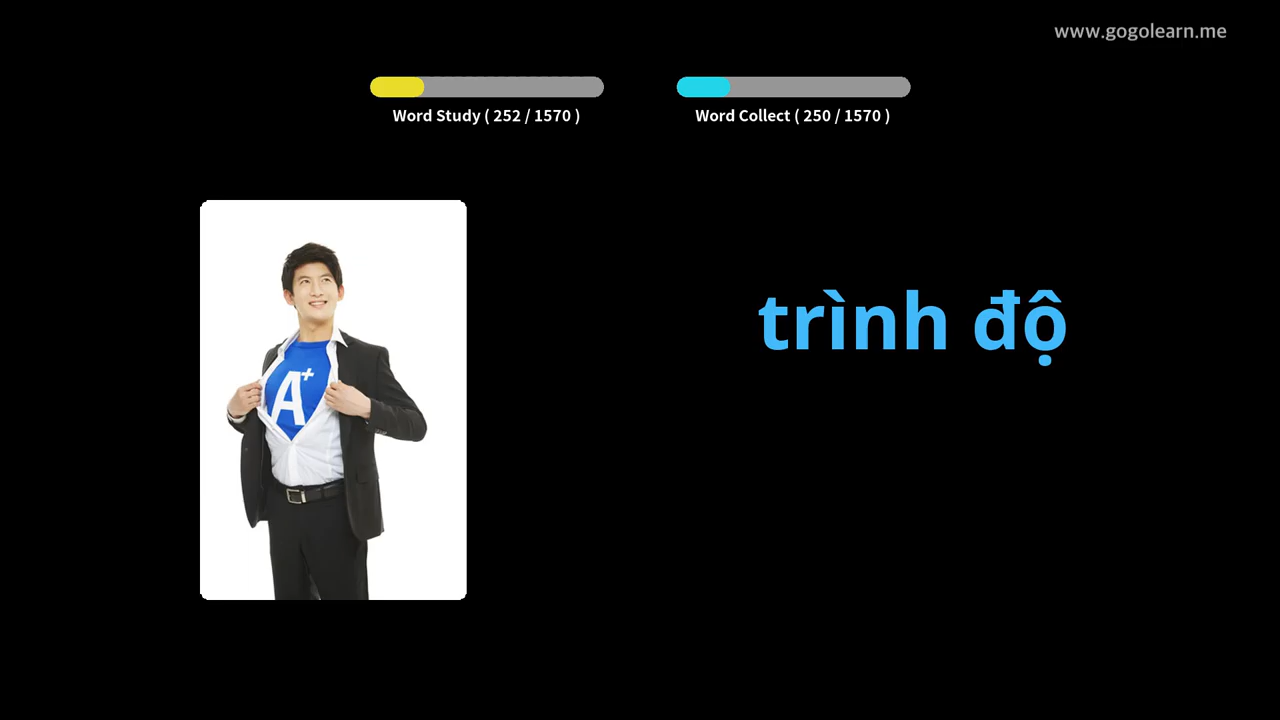 www.gogolearn.me
Word Study ( 252 / 1570 )
Word Collect ( 250 / 1570 )
A+
trình độ